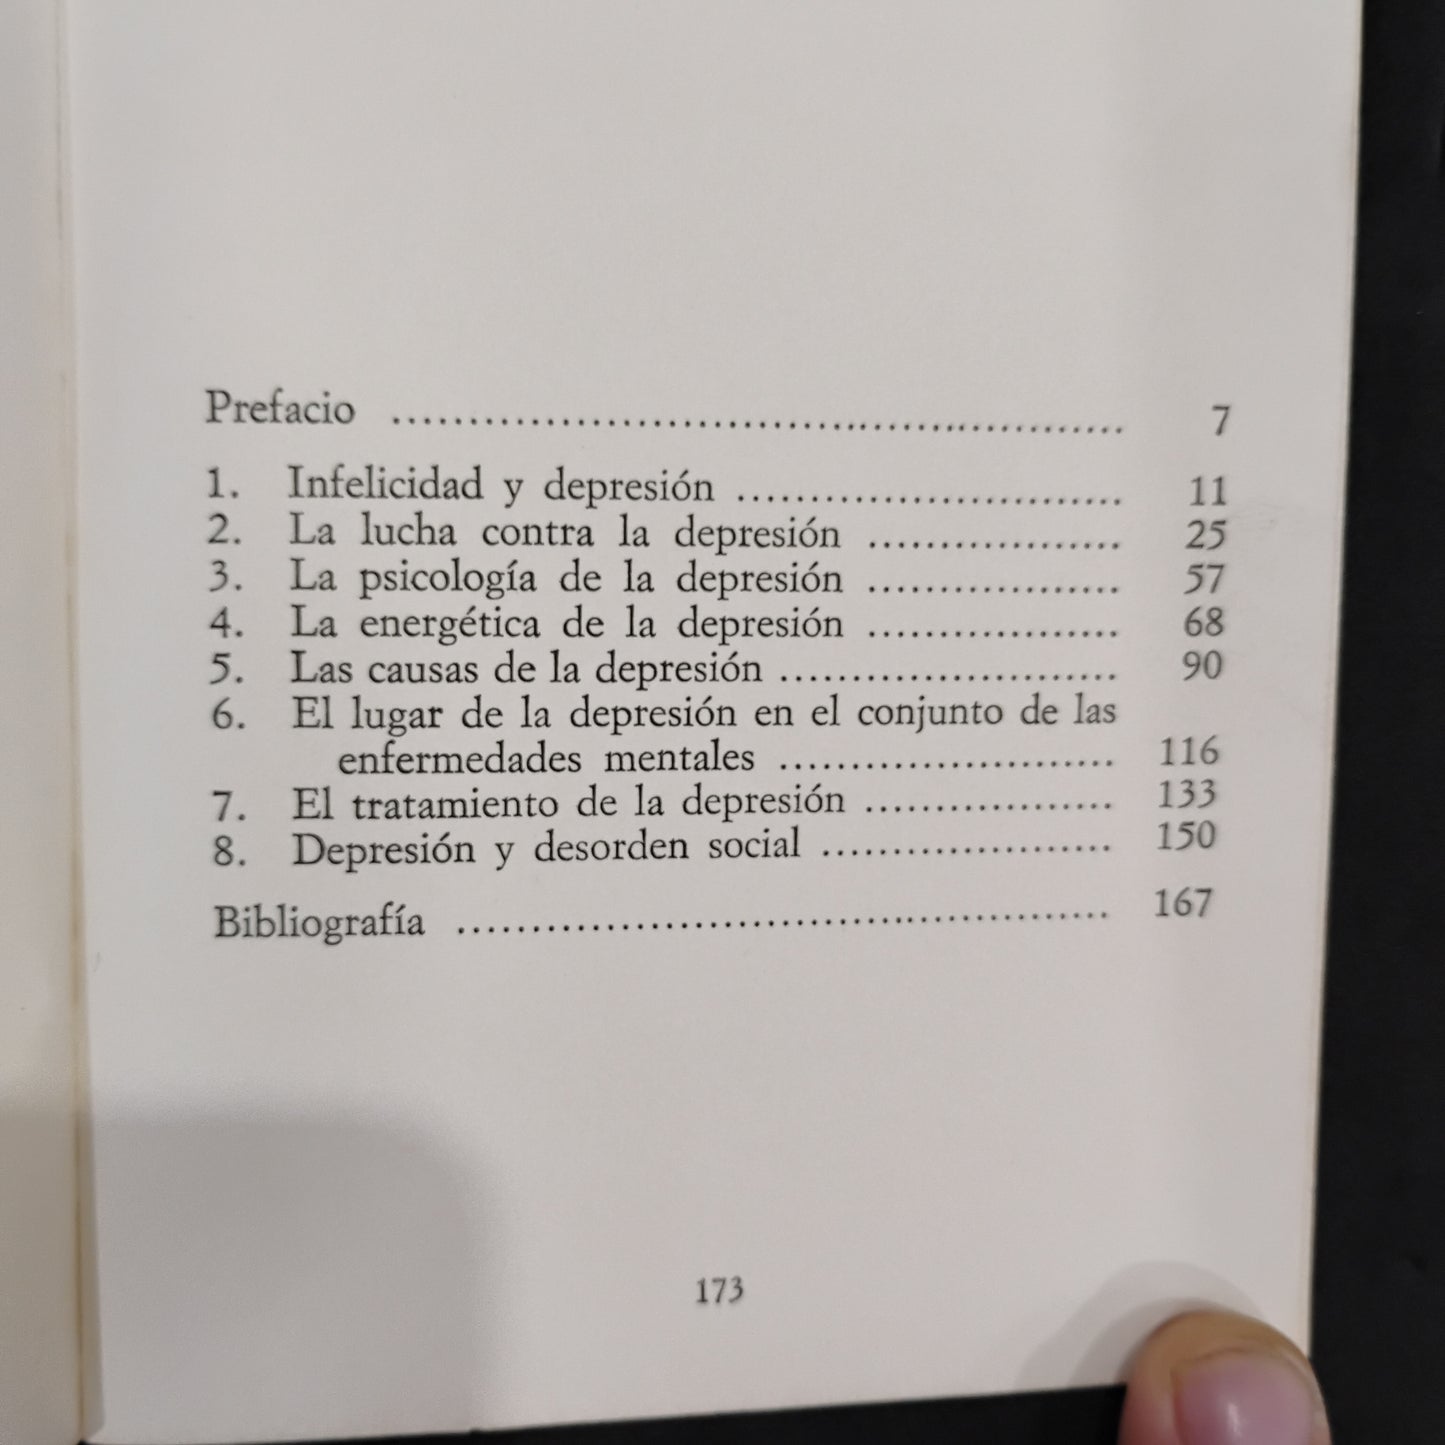 Prefacio ........................................ 7
1. Infelicidad y depresión ........................... 11
2. La lucha contra la depresión .................. 25
3. La psicología de la depresión .................. 57
4. La energética de la depresión .................. 68
5. Las causas de la depresión ........................ 90
6. El lugar de la depresión en el conjunto de las
enfermedades mentales ........................ 116
7. El tratamiento de la depresión .................. 133
8. Depresión y desorden social ..................... 150
Bibliografía ........................................ 167
173